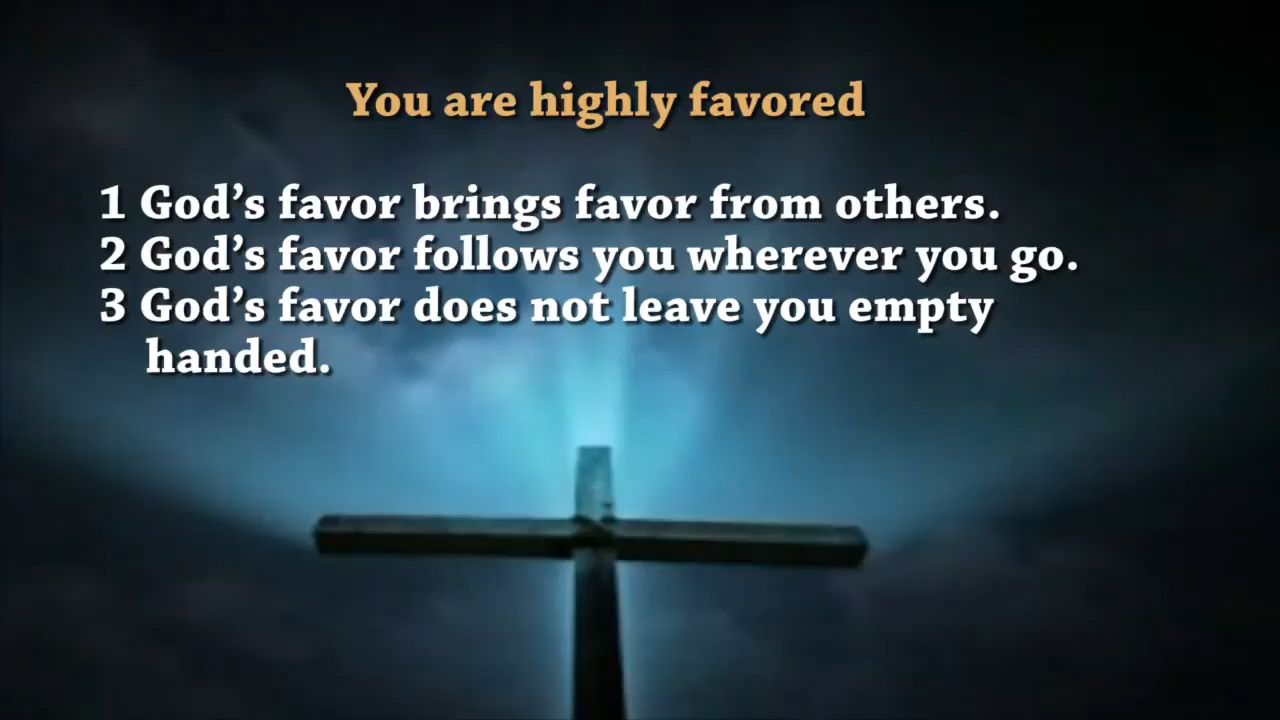 You are highly favored
1 God’s favor brings favor from others.
2 God’s favor follows you wherever you go.
3 God’s favor does not leave you empty
handed.